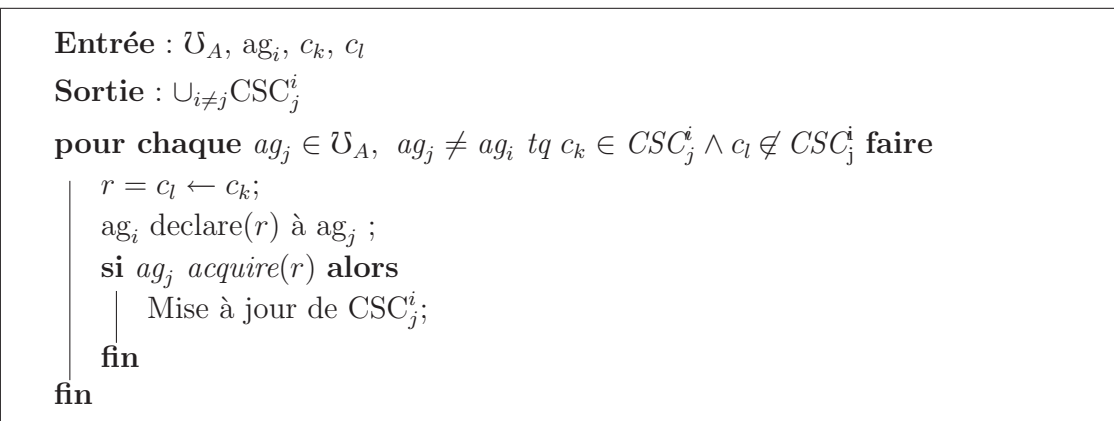 Entrée : ℧_A, ag_i, c_k, c_l
Sortie : ∪_{i≠j}CSC_j^i
pour chaque ag_j ∈ ℧_A, ag_j ≠ ag_i tq c_k ∈ CSC_j^i ∧ c_l ∉ CSC_j^i faire
r = c_l ← c_k;
ag_i declare(r) à ag_j ;
si ag_j acquire(r) alors
Mise à jour de CSC_j^i;
fin
fin